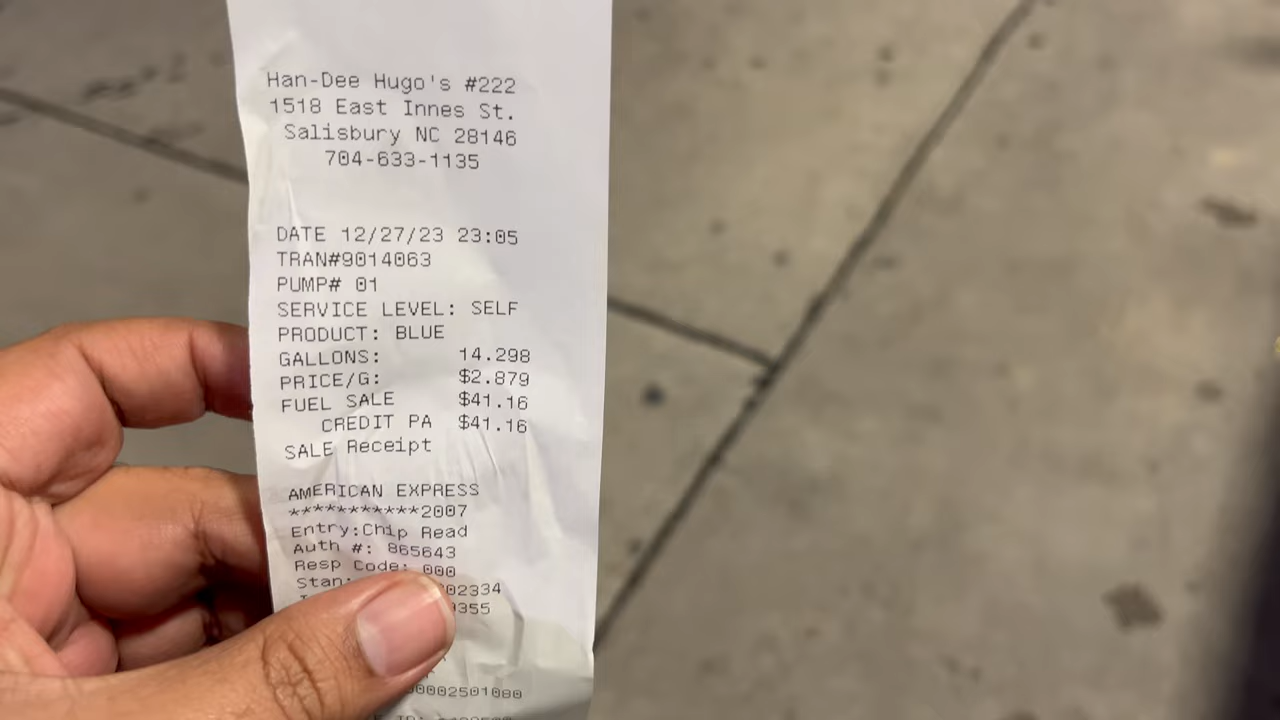 Han-Dee Hugo's #222
1518 East Innes St.
Salisbury NC 28146
704-633-1135
DATE 12/27/23 23:05
TRAN#9014063
PUMP# 01
SERVICE LEVEL: SELF
PRODUCT: BLUE
GALLONS: 14.298
PRICE/G: $2.879
FUEL SALE $41.16
CREDIT PA $41.16
SALE Receipt
AMERICAN EXPRESS
**********2007
Entry:Chip Read
Auth #: 865643
Resp Code: 000
Stan: